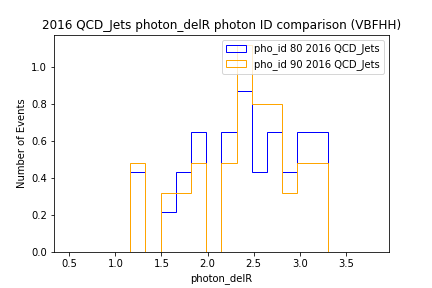 2016 QCD_Jets photon_delR photon ID comparison (VBFHH)
pho_id 80 2016 QCD_Jets
pho_id 90 2016 QCD_Jets
Number of Events
1.0
0.8
0.6
0.4
0.2
0.0
0.5 1.0 1.5 2.0 2.5 3.0 3.5
photon_delR